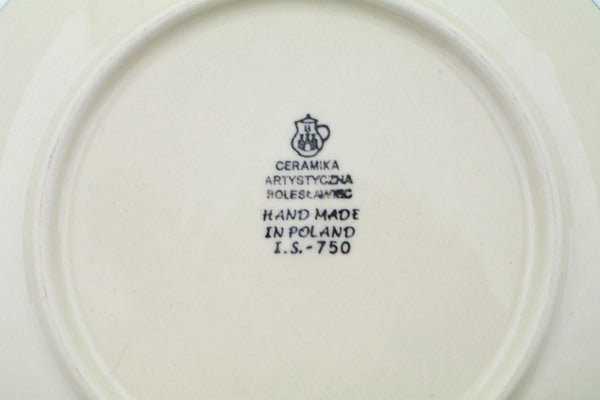 CERAMIKA
ARTYSTYCZNA
BOLESŁAWIEC
HAND MADE
IN POLAND
I.S.-750